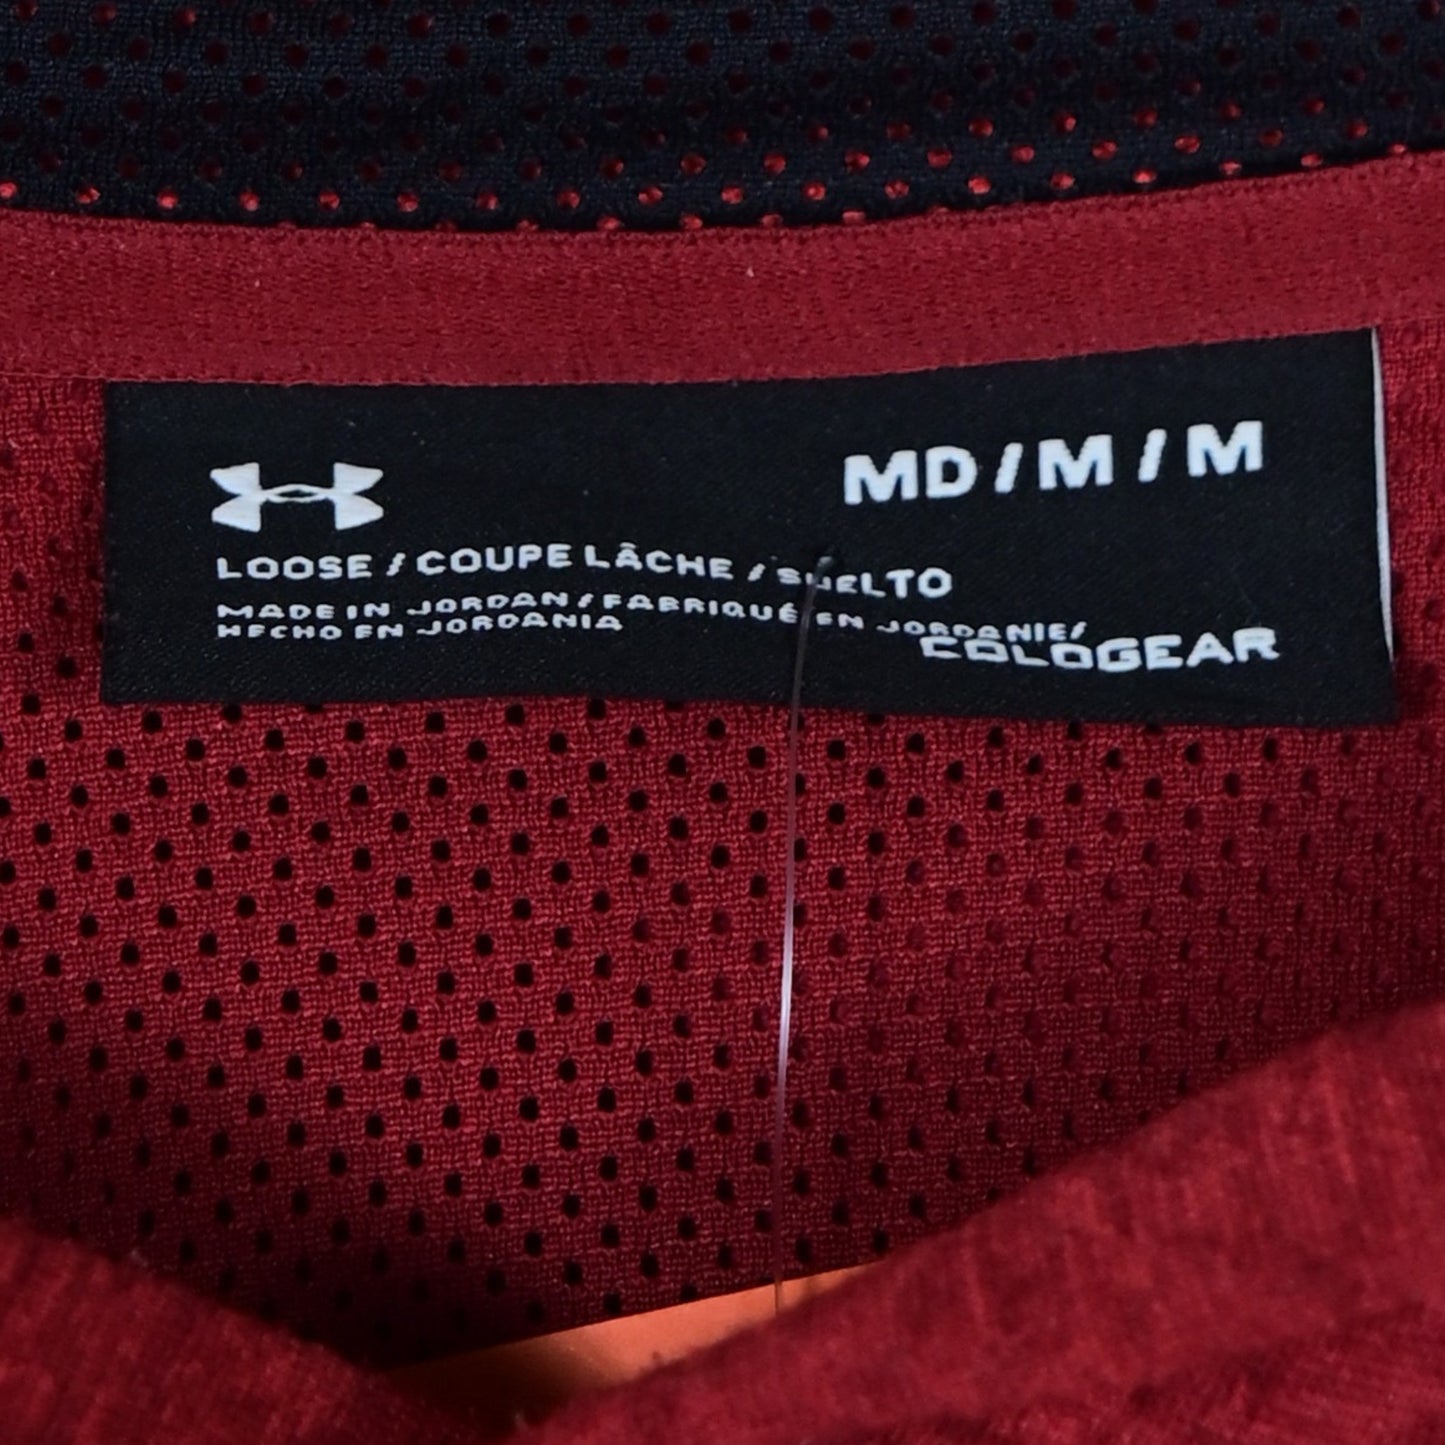 MD / M / M
LOOSE / COUPE LÂCHE / SUELTO
MADE IN JORDAN / FABRIQUÉ EN JORDANIE/
HECHO EN JORDANIA
COLDGEAR